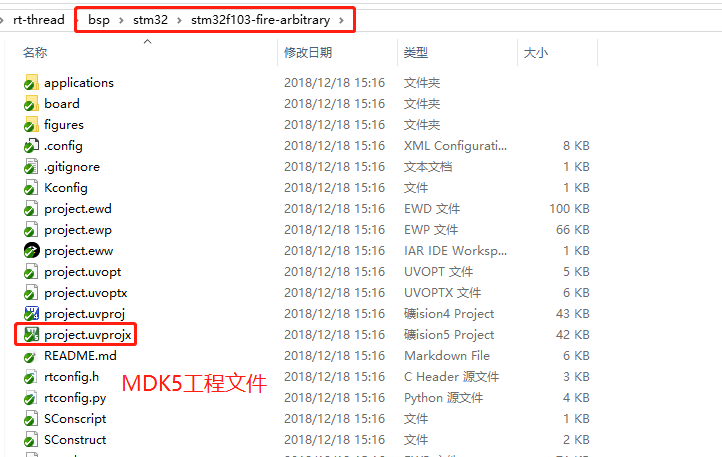 rt-thread > bsp > stm32 > stm32f103-fire-arbitrary >
名称 修改日期 类型 大小
applications 2018/12/18 15:16 文件夹
board 2018/12/18 15:16 文件夹
figures 2018/12/18 15:16 文件夹
.config 2018/12/18 15:16 XML Configurati... 8 KB
.gitignore 2018/12/18 15:16 文本文档 1 KB
Kconfig 2018/12/18 15:16 文件 1 KB
project.ewd 2018/12/18 15:16 EWD 文件 100 KB
project.ewp 2018/12/18 15:16 EWP 文件 66 KB
project.eww 2018/12/18 15:16 IAR IDE Worksp... 1 KB
project.uvopt 2018/12/18 15:16 UVOPT 文件 5 KB
project.uvoptx 2018/12/18 15:16 UVOPTX 文件 2 KB
project.uvproj 2018/12/18 15:16 礦ision4 Project 43 KB
project.uvprojx 2018/12/18 15:16 礦ision5 Project 42 KB
README.md 2018/12/18 15:16 Markdown File 6 KB
rtconfig.h 2018/12/18 15:16 C Header 源文件 3 KB
MDK5工程文件
rtconfig.py 2018/12/18 15:16 Python 源文件 4 KB
SConscript 2018/12/18 15:16 文件 1 KB
SConstruct 2018/12/18 15:16 文件 2 KB